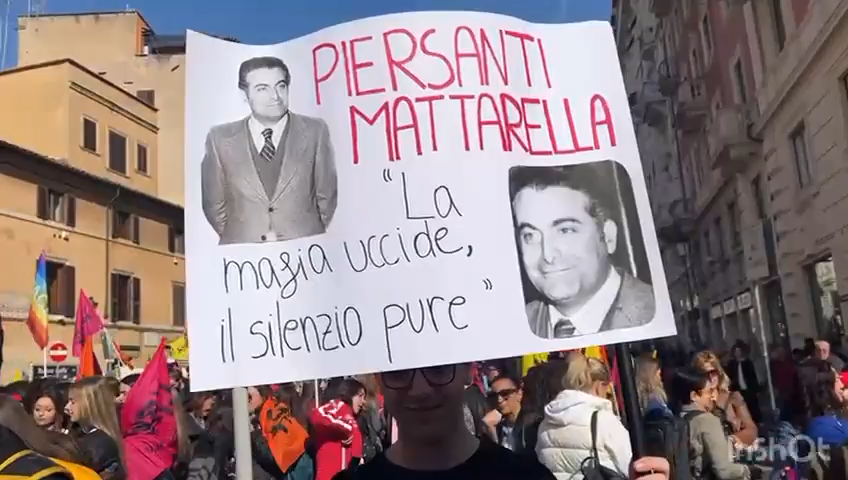 PIERSANTI
MATTARELLA
"La
mafia uccide,
il silenzio pure"
InShOt